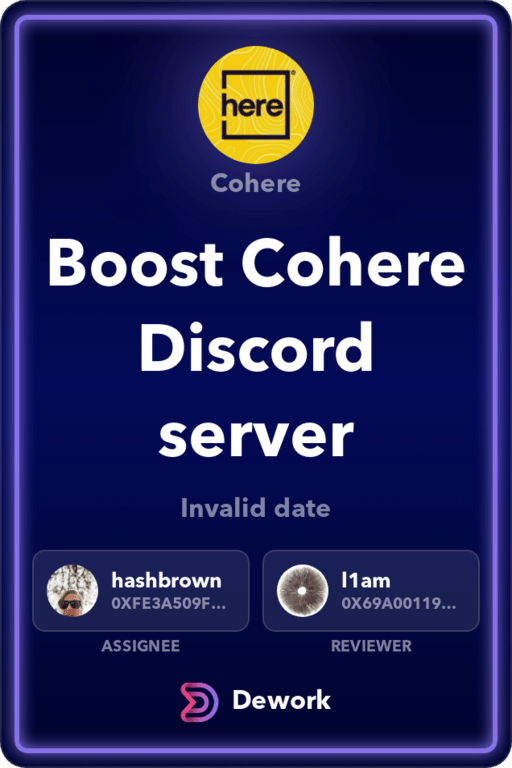 here
Cohere
Boost Cohere
Discord
server
Invalid date
hashbrown
0XFE3A509F...
l1am
0X69A00119...
ASSIGNEE
REVIEWER
Dework